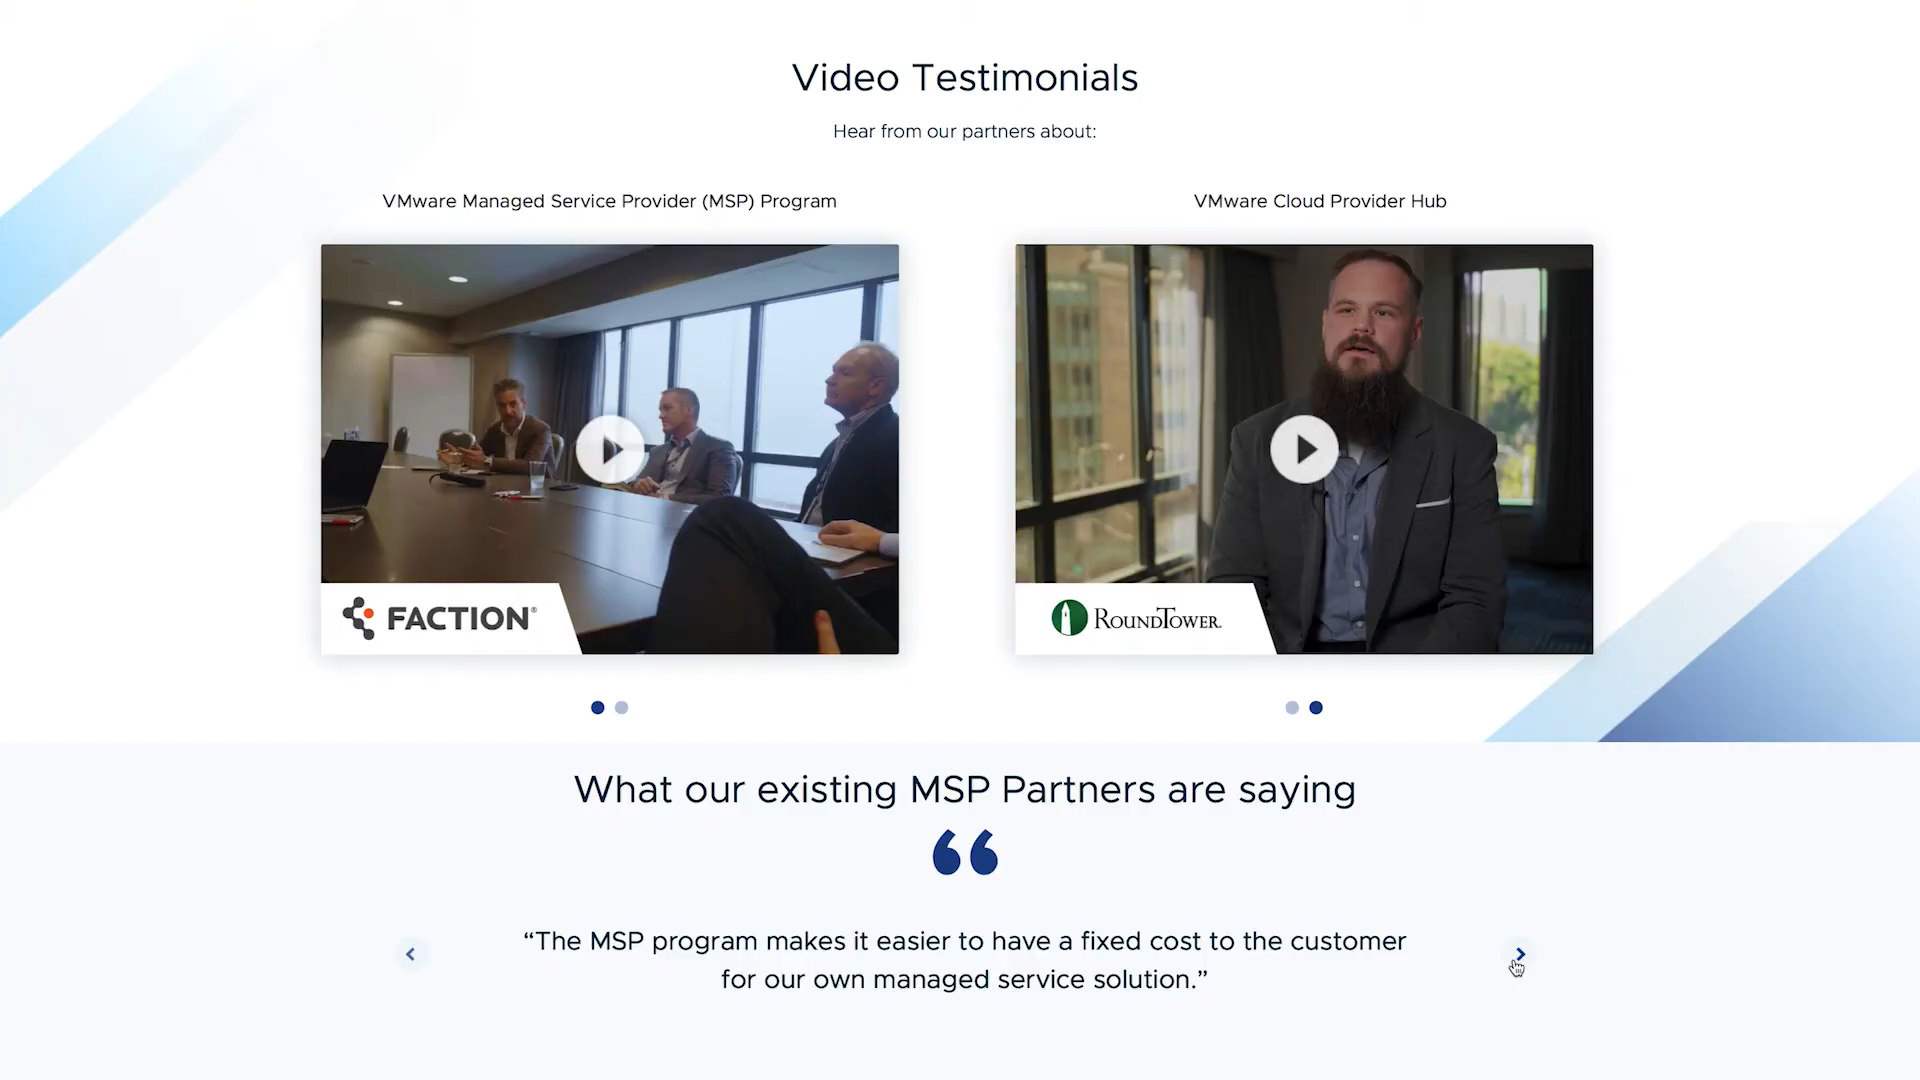 Video Testimonials
Hear from our partners about:
VMware Managed Service Provider (MSP) Program
VMware Cloud Provider Hub
FACTION®
ROUNDTOWER.
What our existing MSP Partners are saying
“The MSP program makes it easier to have a fixed cost to the customer
for our own managed service solution.”